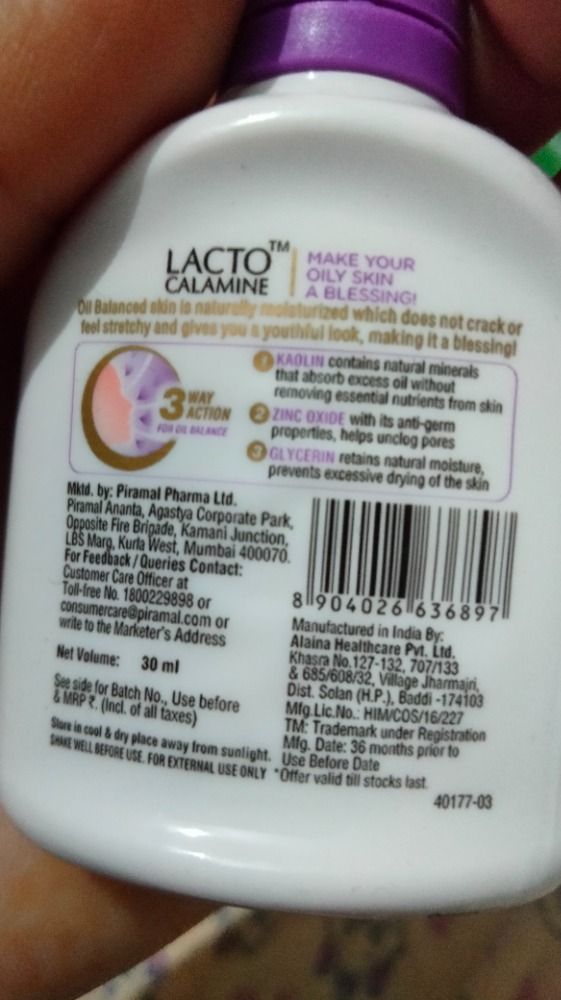 LACTO™
CALAMINE
MAKE YOUR
OILY SKIN
A BLESSING!
Oil Balanced skin is naturally moisturized which does not crack or
feel stretchy and gives you a youthful look, making it a blessing!
3 WAY
ACTION
FOR OIL BALANCE
1 KAOLIN contains natural minerals
that absorb excess oil without
removing essential nutrients from skin
2 ZINC OXIDE with its anti-germ
properties, helps unclog pores
3 GLYCERIN retains natural moisture,
prevents excessive drying of the skin
Mktd. by: Piramal Pharma Ltd.
Piramal Ananta, Agastya Corporate Park,
Opposite Fire Brigade, Kamani Junction,
LBS Marg, Kurla West, Mumbai 400070.
For Feedback / Queries Contact:
Customer Care Officer at
Toll-free No. 1800229898 or
consumercare@piramal.com or
write to the Marketer's Address
Net Volume: 30 ml
See side for Batch No., Use before
& MRP ₹. (Incl. of all taxes)
Store in cool & dry place away from sunlight.
SHAKE WELL BEFORE USE. FOR EXTERNAL USE ONLY
8 904026 636897
Manufactured in India By:
Alaina Healthcare Pvt. Ltd.
Khasra No.127-132, 707/133
& 685/608/32, Village Jharmajri,
Dist. Solan (H.P.), Baddi -174103
Mfg.Lic.No.: HIM/COS/16/227
TM: Trademark under Registration
Mfg. Date: 36 months prior to
Use Before Date
*Offer valid till stocks last.
40177-03